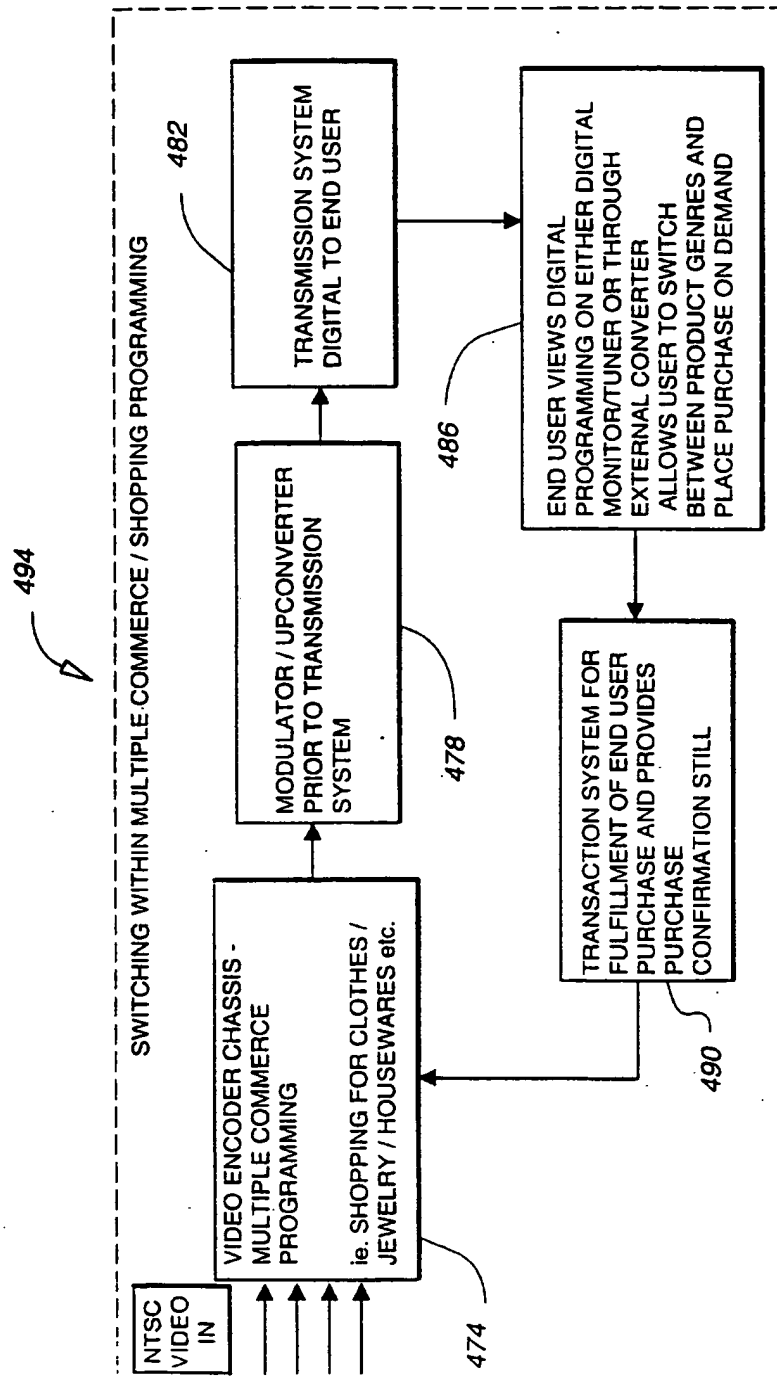 494
SWITCHING WITHIN MULTIPLE COMMERCE / SHOPPING PROGRAMMING
NTSC
VIDEO
IN
VIDEO ENCODER CHASSIS -
MULTIPLE COMMERCE
PROGRAMMING
ie. SHOPPING FOR CLOTHES /
JEWELRY / HOUSEWARES etc.
474
MODULATOR / UPCONVERTER
PRIOR TO TRANSMISSION
SYSTEM
478
TRANSMISSION SYSTEM
DIGITAL TO END USER
482
END USER VIEWS DIGITAL
PROGRAMMING ON EITHER DIGITAL
MONITOR/TUNER OR THROUGH
EXTERNAL CONVERTER
ALLOWS USER TO SWITCH
BETWEEN PRODUCT GENRES AND
PLACE PURCHASE ON DEMAND
486
TRANSACTION SYSTEM FOR
FULFILLMENT OF END USER
PURCHASE AND PROVIDES
PURCHASE
CONFIRMATION STILL
490